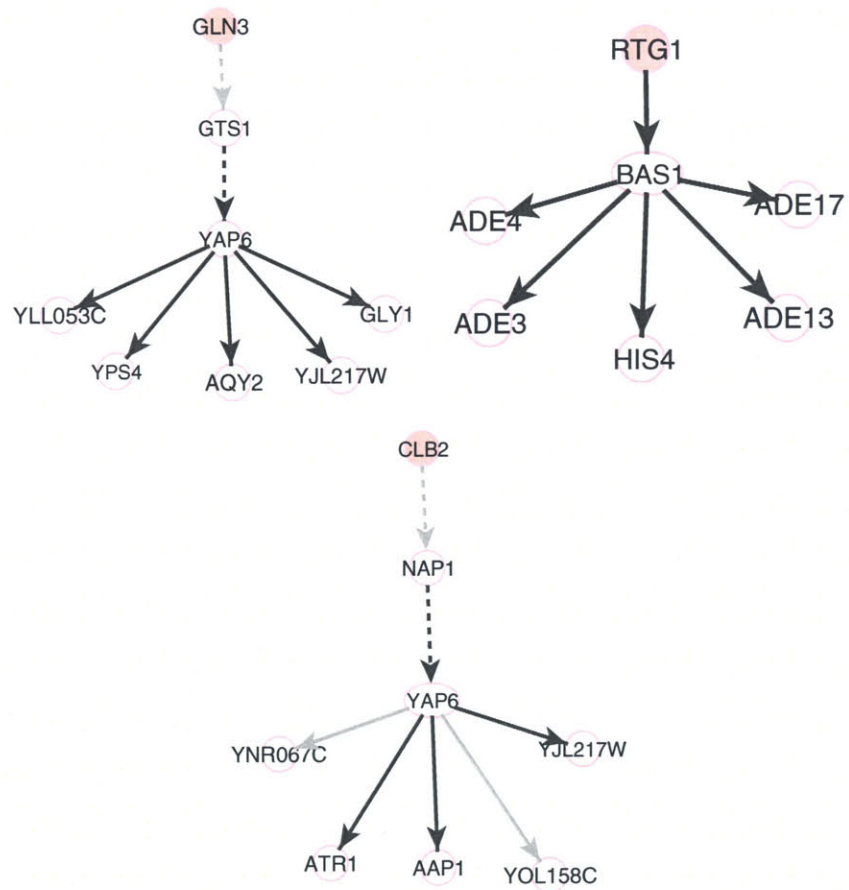 GLN3
GTS1
YAP6
YLL053C
GLY1
YPS4
AQY2
YJL217W
RTG1
BAS1
ADE4
ADE17
ADE3
ADE13
HIS4
CLB2
NAP1
YAP6
YNR067C
YJL217W
ATR1
AAP1
YOL158C